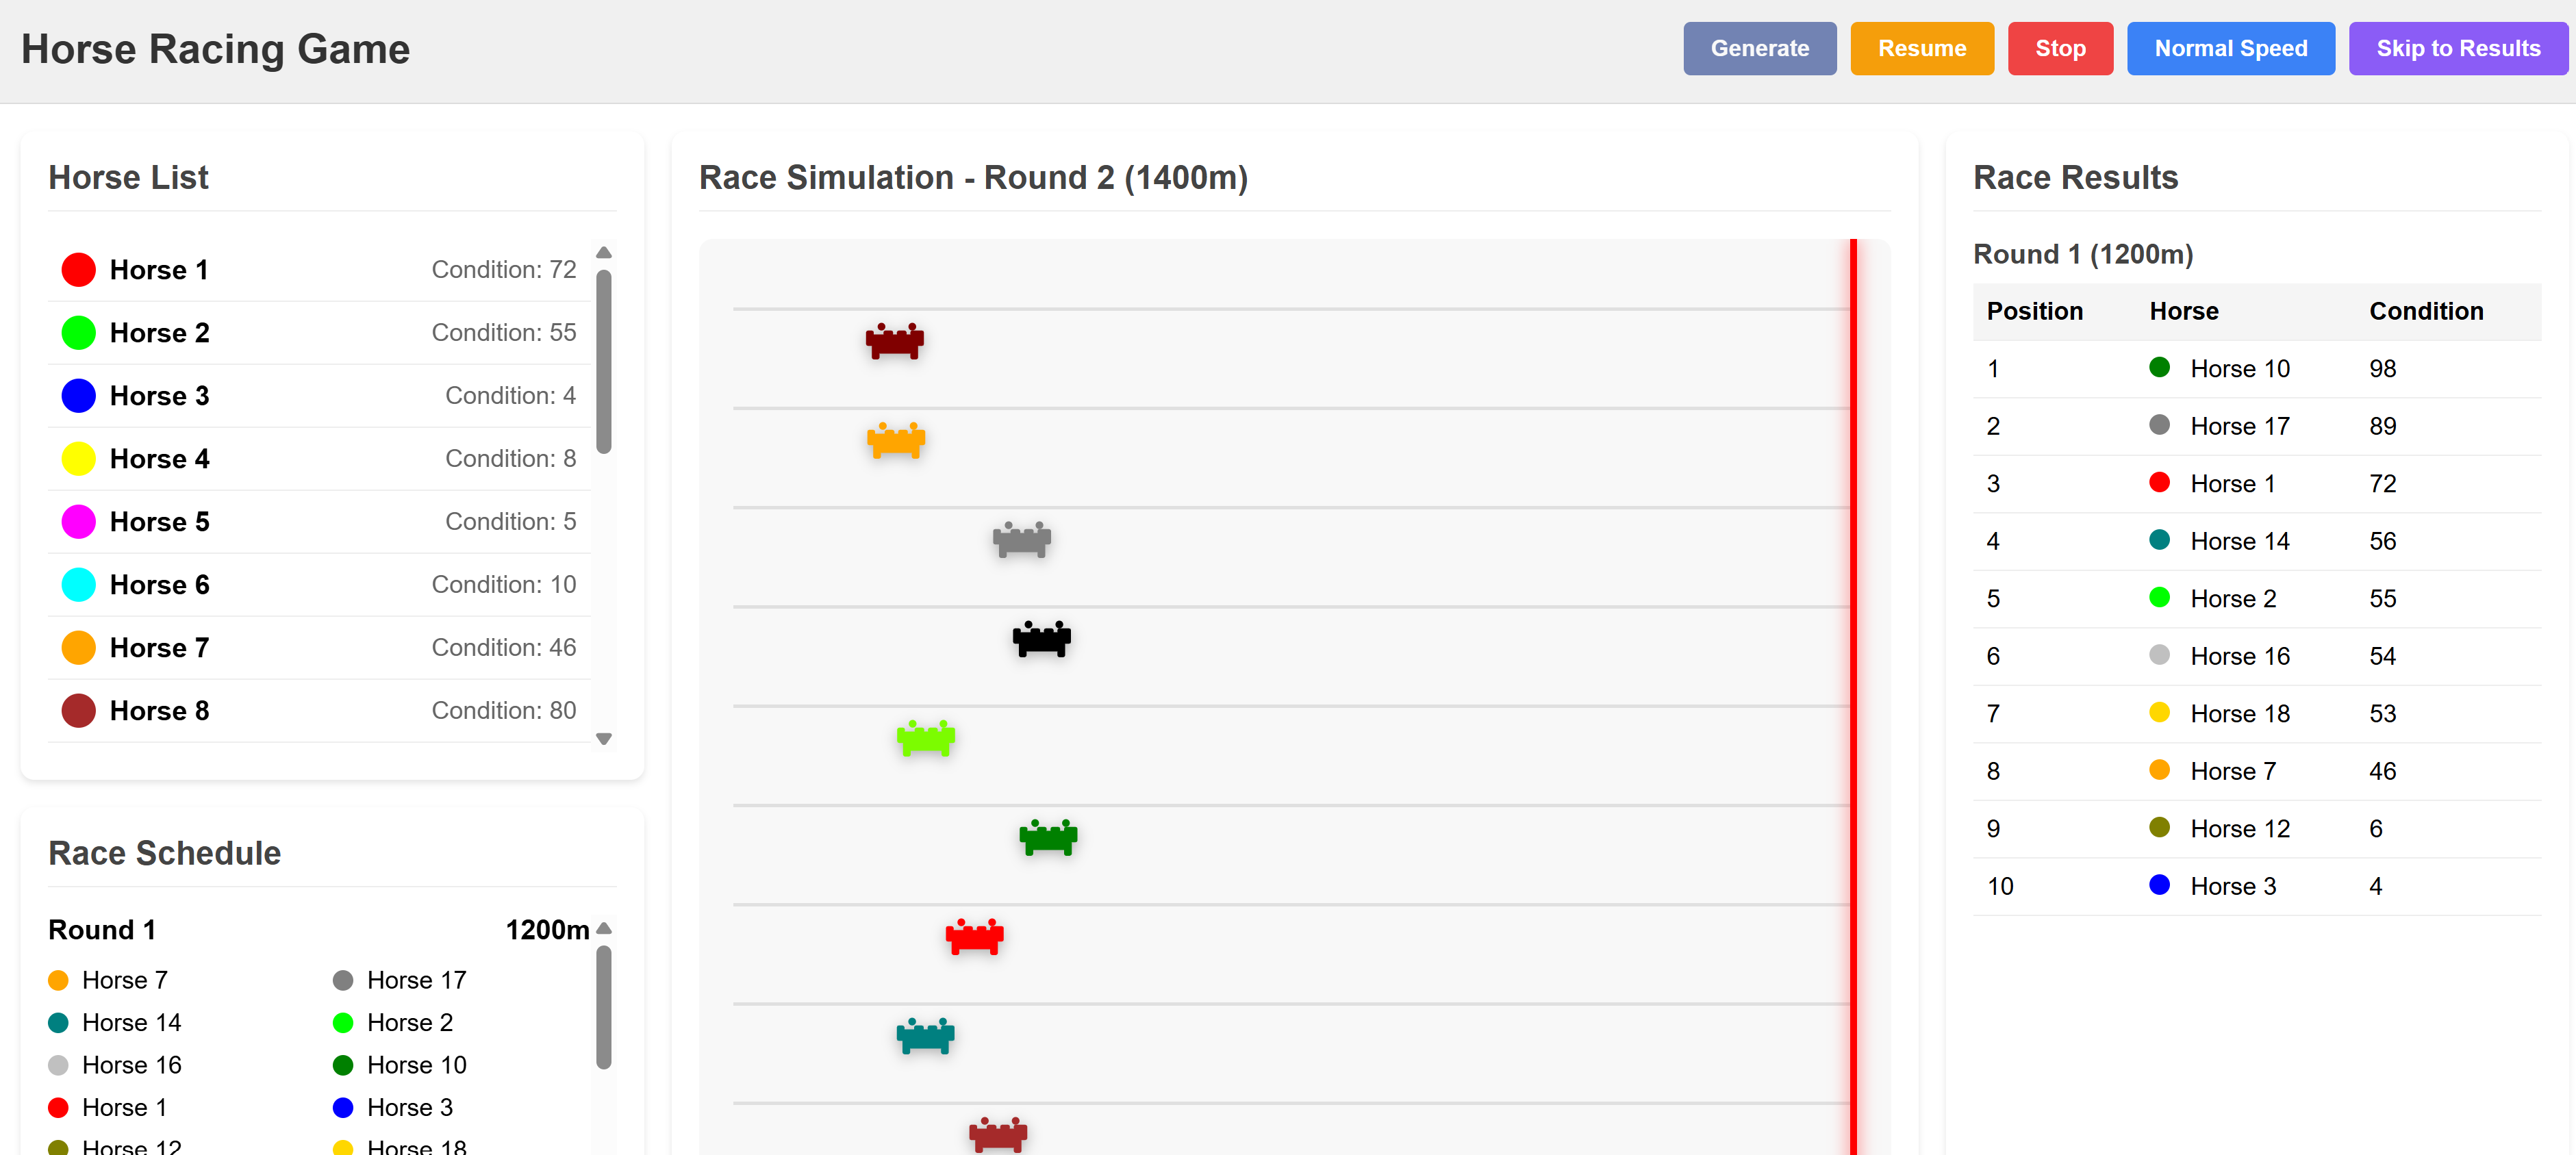 Horse Racing Game
Generate
Resume
Stop
Normal Speed
Skip to Results
Horse List
Horse 1 Condition: 72
Horse 2 Condition: 55
Horse 3 Condition: 4
Horse 4 Condition: 8
Horse 5 Condition: 5
Horse 6 Condition: 10
Horse 7 Condition: 46
Horse 8 Condition: 80
Race Schedule
Round 1 1200m
Horse 7 Horse 17
Horse 14 Horse 2
Horse 16 Horse 10
Horse 1 Horse 3
Horse 12 Horse 18
Race Simulation - Round 2 (1400m)
Race Results
Round 1 (1200m)
Position Horse Condition
1 Horse 10 98
2 Horse 17 89
3 Horse 1 72
4 Horse 14 56
5 Horse 2 55
6 Horse 16 54
7 Horse 18 53
8 Horse 7 46
9 Horse 12 6
10 Horse 3 4